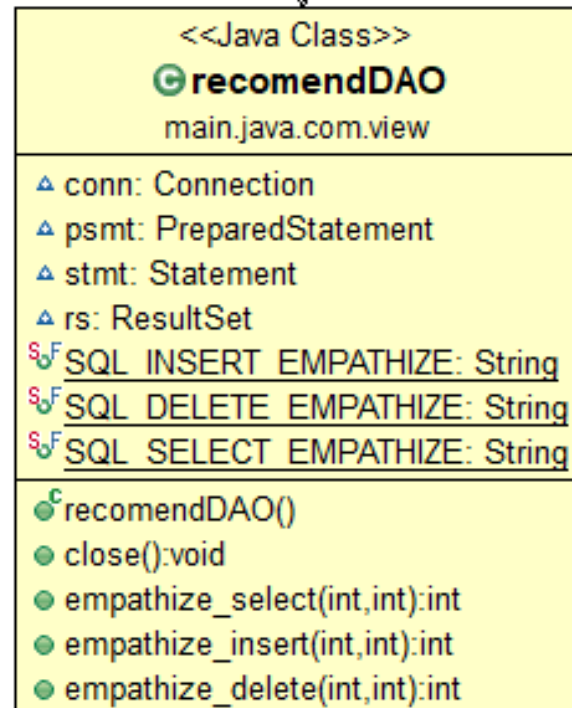 <<Java Class>>
recomendDAO
main.java.com.view
conn: Connection
psmt: PreparedStatement
stmt: Statement
rs: ResultSet
SQL_INSERT_EMPATHIZE: String
SQL_DELETE_EMPATHIZE: String
SQL_SELECT_EMPATHIZE: String
recomendDAO()
close():void
empathize_select(int,int):int
empathize_insert(int,int):int
empathize_delete(int,int):int